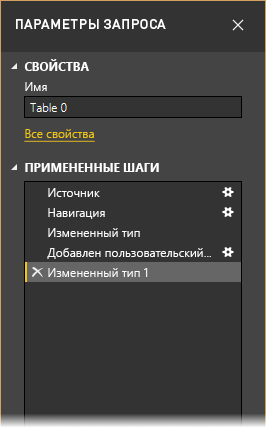 ПАРАМЕТРЫ ЗАПРОСА
СВОЙСТВА
Имя
Table 0
Все свойства
ПРИМЕНЕННЫЕ ШАГИ
Источник
Навигация
Измененный тип
Добавлен пользовательский...
Измененный тип 1